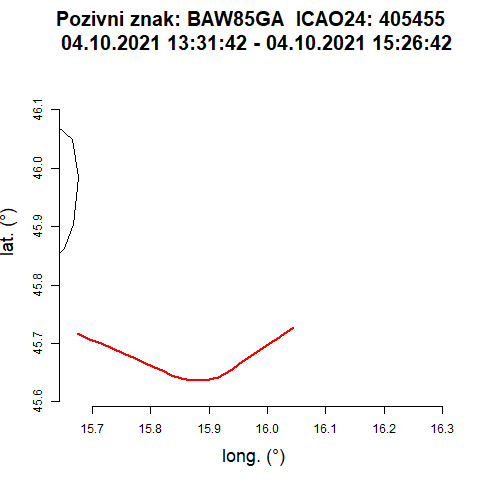 Pozivni znak: BAW85GA  ICAO24: 405455
04.10.2021 13:31:42 - 04.10.2021 15:26:42
46.1
46.0
45.9
45.8
45.7
45.6
lat. (°)
15.7 15.8 15.9 16.0 16.1 16.2 16.3
long. (°)